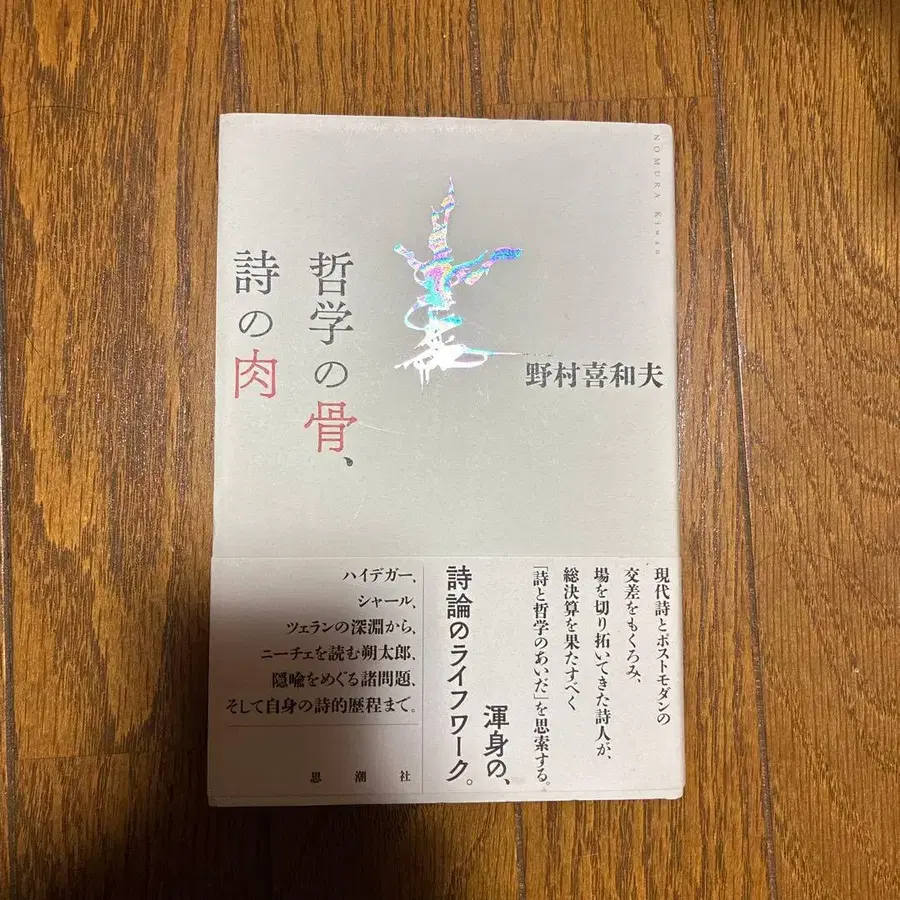 NOMURA Kiwao
哲学の骨、
詩の肉
野村喜和夫
現代詩とポストモダンの
交差をもくろみ、
場を切り拓いてきた詩人が、
総決算を果たすべく
「詩と哲学のあいだ」を思索する。
渾身の、
詩論のライフワーク。
ハイデガー、
シャール、
ツェランの深淵から、
ニーチェを読む朔太郎、
隠喩をめぐる諸問題、
そして自身の詩的歴程まで。
思潮社